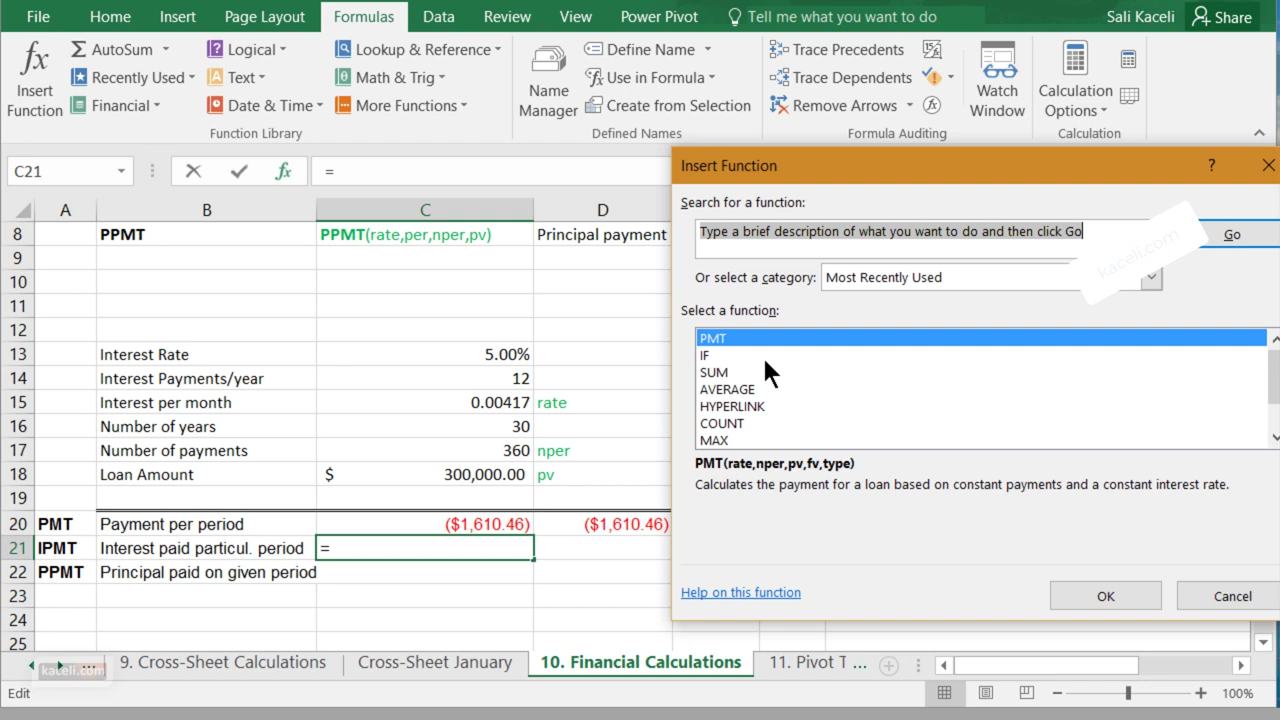 File Home Insert Page Layout Formulas Data Review View Power Pivot Tell me what you want to do Sali Kaceli Share
AutoSum Logical Lookup & Reference Define Name Trace Precedents
Recently Used Text Math & Trig Use in Formula Trace Dependents
Financial Date & Time More Functions Create from Selection Remove Arrows
fx Insert Function
Name Manager
Watch Window
Calculation Options
Function Library Defined Names Formula Auditing Calculation
C21 fx =
A B C D
8 PPMT PPMT(rate,per,nper,pv) Principal payment
9
10
11
12
13 Interest Rate 5.00%
14 Interest Payments/year 12
15 Interest per month 0.00417 rate
16 Number of years 30
17 Number of payments 360 nper
18 Loan Amount $ 300,000.00 pv
19
20 PMT Payment per period ($1,610.46) ($1,610.46)
21 IPMT Interest paid particul. period =
22 PPMT Principal paid on given period
23
24
25
Insert Function ? ×
Search for a function:
Type a brief description of what you want to do and then click Go
Go
kaceli.com
Or select a category: Most Recently Used
Select a function:
PMT
IF
SUM
AVERAGE
HYPERLINK
COUNT
MAX
PMT(rate,nper,pv,fv,type)
Calculates the payment for a loan based on constant payments and a constant interest rate.
Help on this function OK Cancel
... 9. Cross-Sheet Calculations Cross-Sheet January 10. Financial Calculations 11. Pivot T ...
kaceli.com
Edit 100%